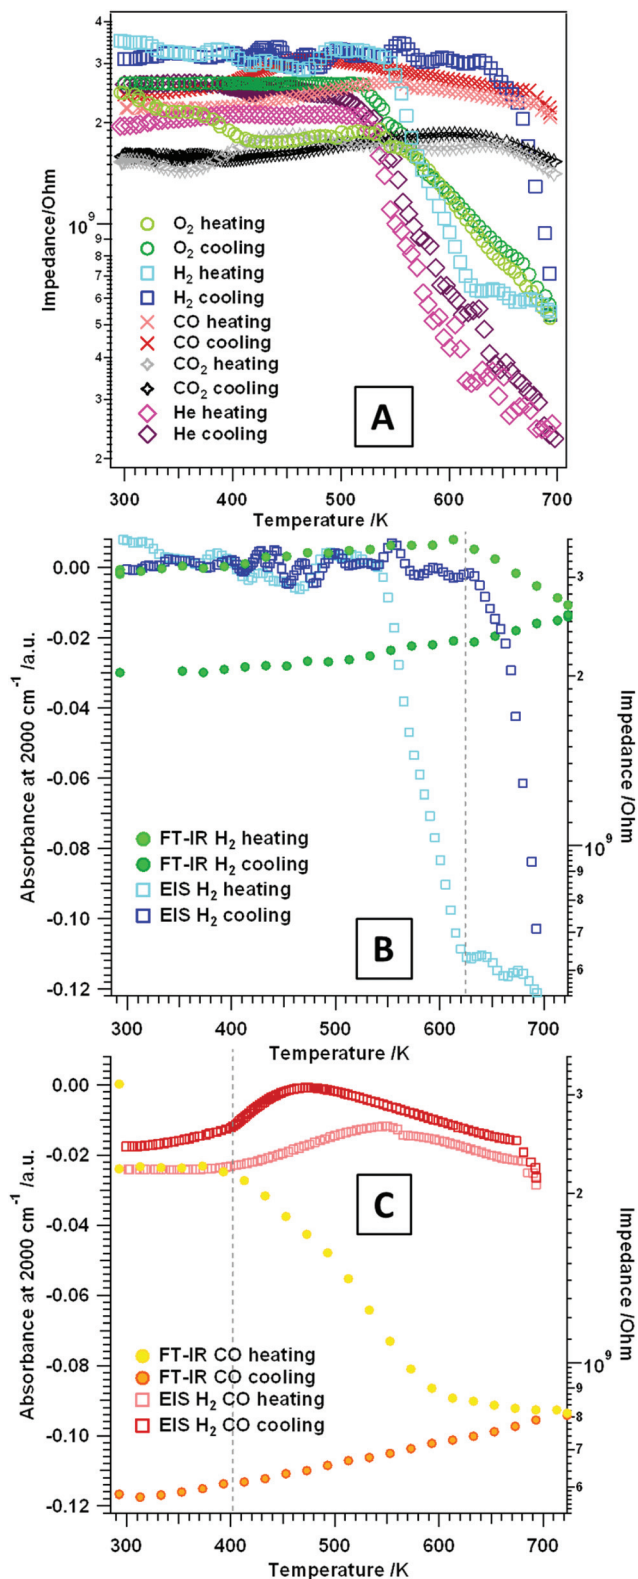 4
3
2
10⁹
9
8
7
6
5
4
3
2
Impedance/Ohm
O₂ heating
O₂ cooling
H₂ heating
H₂ cooling
CO heating
CO cooling
CO₂ heating
CO₂ cooling
He heating
He cooling
A
300 400 500 600 700
Temperature /K
0.00
-0.02
-0.04
-0.06
-0.08
-0.10
-0.12
Absorbance at 2000 cm⁻¹ /a.u.
FT-IR H₂ heating
FT-IR H₂ cooling
EIS H₂ heating
EIS H₂ cooling
B
3
2
10⁹
9
8
7
6
Impedance /Ohm
300 400 500 600 700
Temperature /K
0.00
-0.02
-0.04
-0.06
-0.08
-0.10
-0.12
Absorbance at 2000 cm⁻¹ /a.u.
C
FT-IR CO heating
FT-IR CO cooling
EIS H₂ CO heating
EIS H₂ CO cooling
3
2
10⁹
9
8
7
6
Impedance /Ohm
300 400 500 600 700
Temperature /K